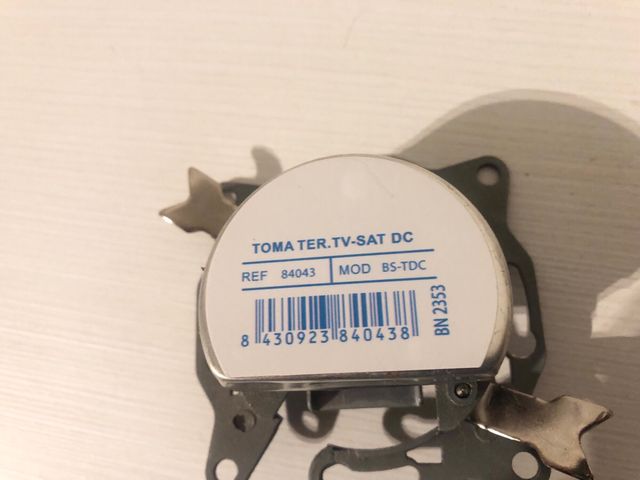 TOMA TER.TV-SAT DC
REF 84043 MOD BS-TDC
8 430923 840438
BN 2353